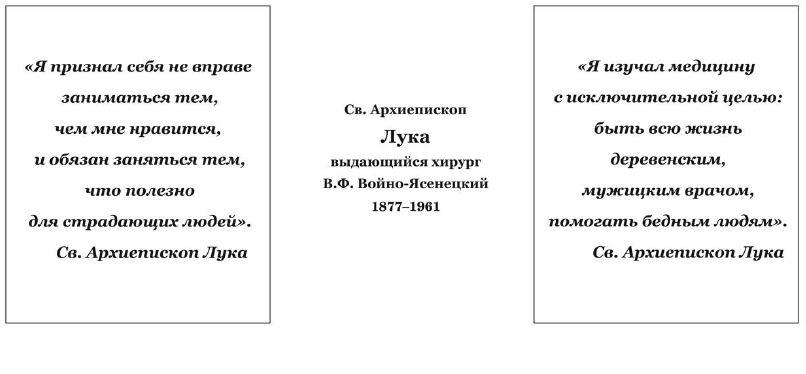 «Я признал себя не вправе
заниматься тем,
чем мне нравится,
и обязан заняться тем,
что полезно
для страдающих людей».
Св. Архиепископ Лука
Св. Архиепископ
Лука
выдающийся хирург
В.Ф. Войно-Ясенецкий
1877–1961
«Я изучал медицину
с исключительной целью:
быть всю жизнь
деревенским,
мужицким врачом,
помогать бедным людям».
Св. Архиепископ Лука